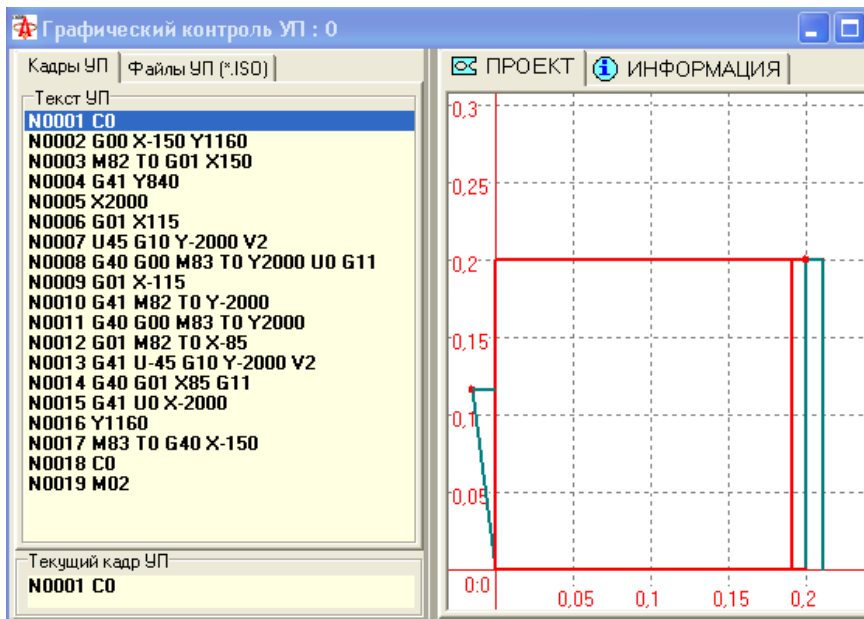 Графический контроль УП : 0
Кадры УП
Файлы УП (*.ISO)
Текст УП
N0001 C0
N0002 G00 X-150 Y1160
N0003 M82 T0 G01 X150
N0004 G41 Y840
N0005 X2000
N0006 G01 X115
N0007 U45 G10 Y-2000 V2
N0008 G40 G00 M83 T0 Y2000 U0 G11
N0009 G01 X-115
N0010 G41 M82 T0 Y-2000
N0011 G40 G00 M83 T0 Y2000
N0012 G01 M82 T0 X-85
N0013 G41 U-45 G10 Y-2000 V2
N0014 G40 G01 X85 G11
N0015 G41 U0 X-2000
N0016 Y1160
N0017 M83 T0 G40 X-150
N0018 C0
N0019 M02
Текущий кадр УП
N0001 C0
ПРОЕКТ
ИНФОРМАЦИЯ
0,3
0,25
0,2
0,15
0,1
0,05
0:0
0,05
0,1
0,15
0,2